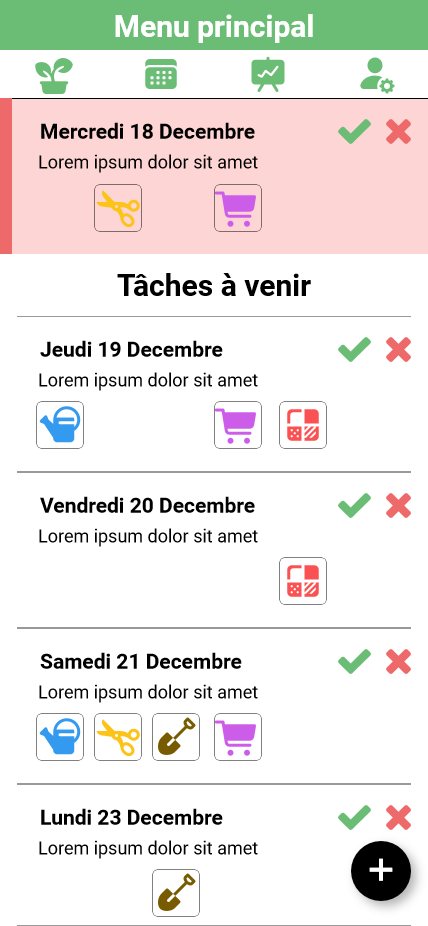 Menu principal
Mercredi 18 Decembre
Lorem ipsum dolor sit amet
Tâches à venir
Jeudi 19 Decembre
Lorem ipsum dolor sit amet
Vendredi 20 Decembre
Lorem ipsum dolor sit amet
Samedi 21 Decembre
Lorem ipsum dolor sit amet
Lundi 23 Decembre
Lorem ipsum dolor sit amet